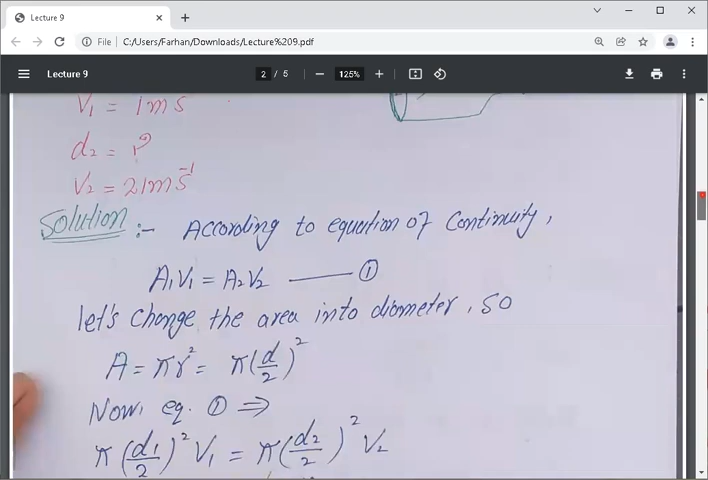 Lecture 9
File | C:/Users/Farhan/Downloads/Lecture%209.pdf
Lecture 9 2 / 5 125%
V₁ = 1ms
d₂ = ?
V₂ = 21ms⁻¹
Solution :- According to equation of Continuity,
A₁V₁ = A₂V₂ —— ①
let's change the area into diameter, so
A = πr² = π(d/2)²
Now, eq. ① ⇒
π(d₁/2)² V₁ = π(d₂/2)² V₂